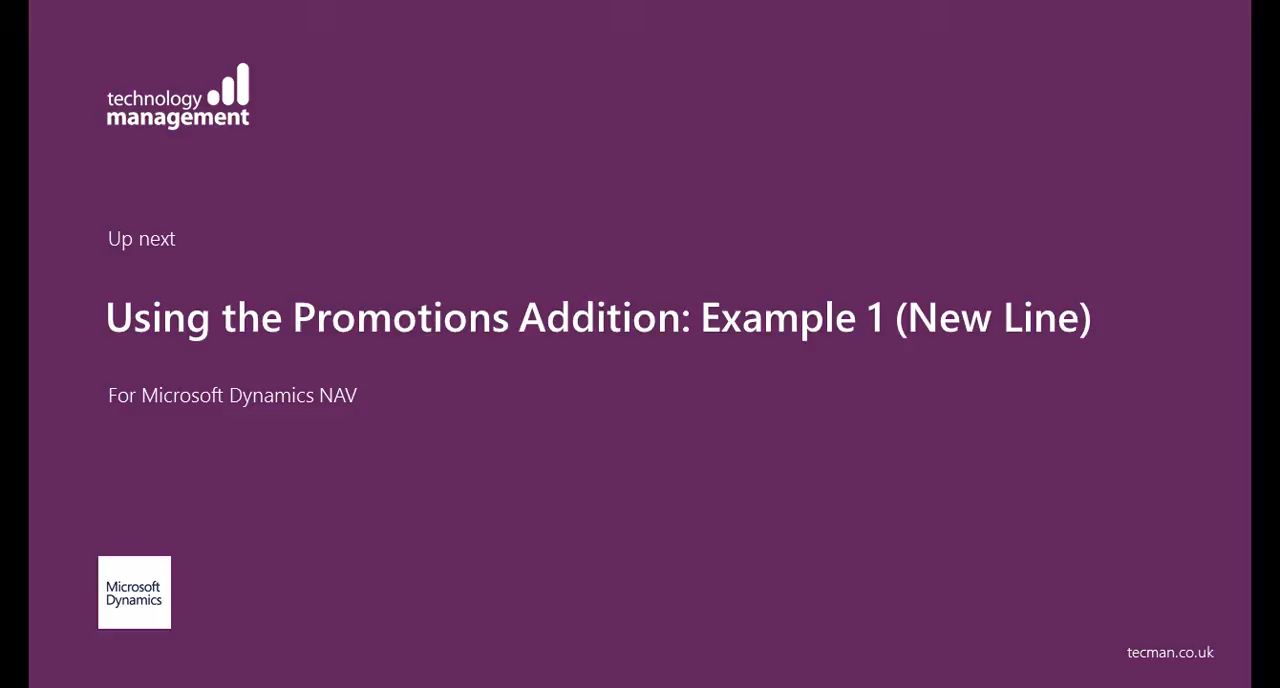 technology
management
Up next
Using the Promotions Addition: Example 1 (New Line)
For Microsoft Dynamics NAV
Microsoft
Dynamics
tecman.co.uk